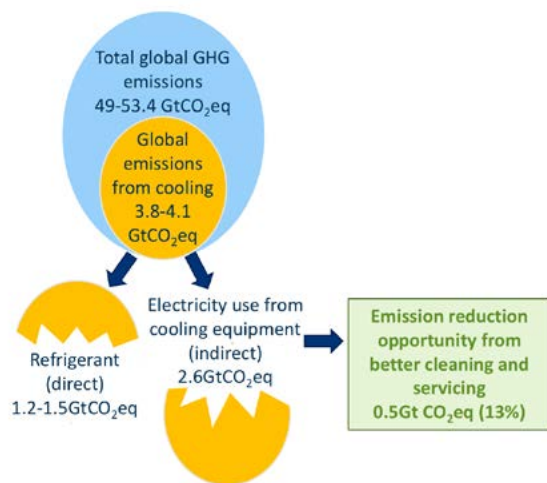 Total global GHG
emissions
49-53.4 GtCO₂eq
Global
emissions
from cooling
3.8-4.1
GtCO₂eq
Refrigerant
(direct)
1.2-1.5GtCO₂eq
Electricity use from
cooling equipment
(indirect)
2.6GtCO₂eq
Emission reduction
opportunity from
better cleaning and
servicing
0.5Gt CO₂eq (13%)